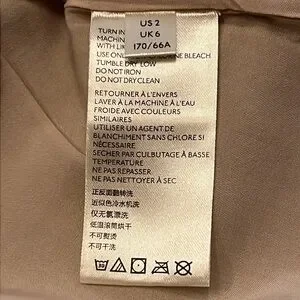 US 2
UK 6
170/66A
TURN IN
MACHIN
WITH LI
USE ONL NE BLEACH
TUMBLE DRY LOW
DO NOT IRON
DO NOT DRY CLEAN
RETOURNER À L'ENVERS
LAVER À LA MACHINE À L'EAU
FROIDE AVEC COULEURS
SIMILAIRES
UTILISER UN AGENT DE
BLANCHIMENT SANS CHLORE SI
NÉCESSAIRE
SECHER PAR CULBUTAGE À BASSE
TEMPERATURE
NE PAS REPASSER
NE PAS NETTOYER À SEC
正反面翻转洗
近似色冷水机洗
仅无氯漂洗
低温滚筒烘干
不可熨烫
不可干洗